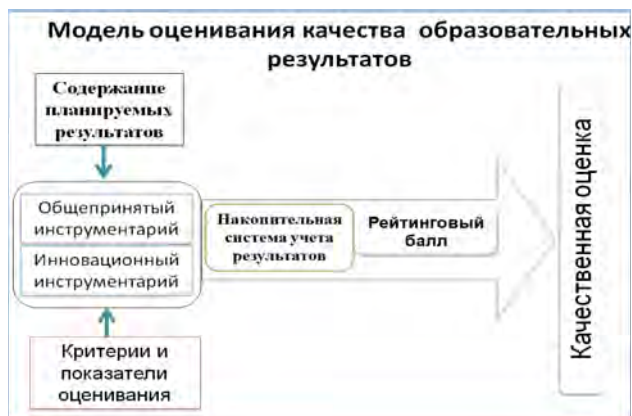 Модель оценивания качества образовательных
результатов
Содержание
планируемых
результатов
Общепринятый
инструментарий
Инновационный
инструментарий
Накопительная
система учета
результатов
Рейтинговый
балл
Критерии и
показатели
оценивания
Качественная оценка